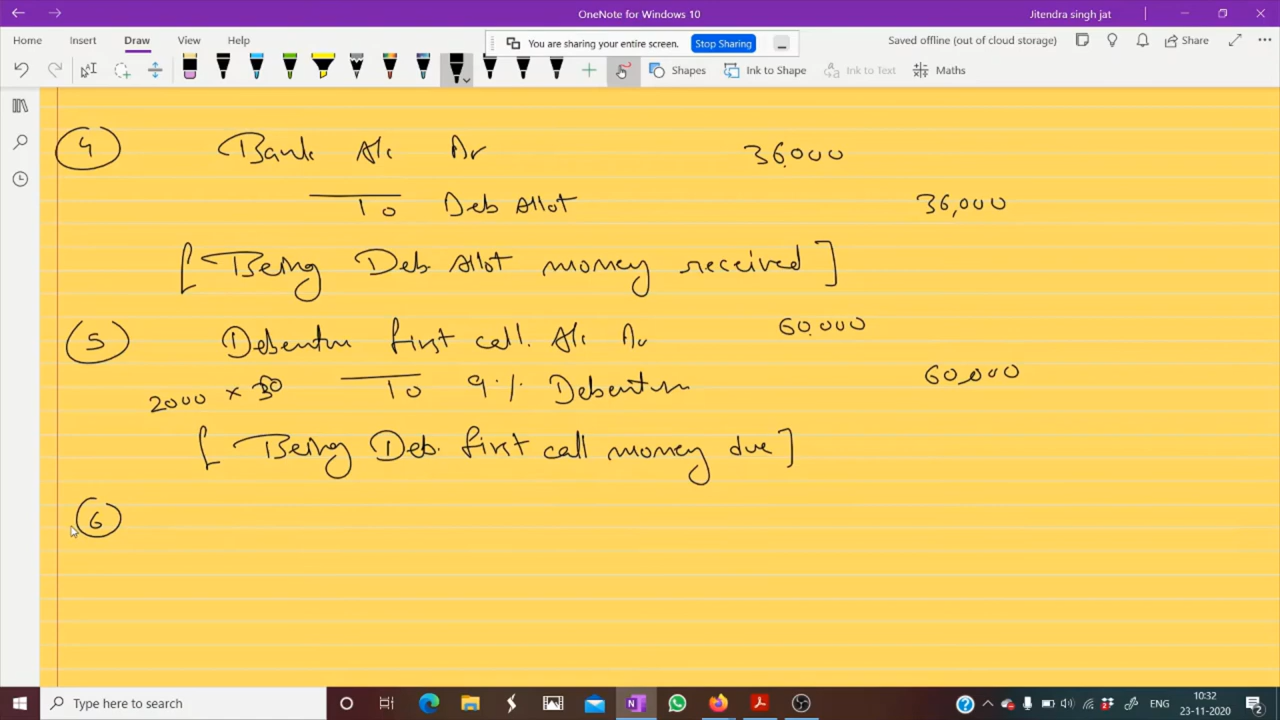 OneNote for Windows 10
Jitendra singh jat
Home Insert Draw View Help
You are sharing your entire screen. Stop Sharing
Saved offline (out of cloud storage)
Share
Shapes Ink to Shape Ink to Text Maths
4 Bank A/c Dr 36,000
To Deb Allot 36,000
[Being Deb. Allot money received]
5 Debenture first call. A/c Dr 60,000
2000 × 30 To 9% Debenture 60,000
[Being Deb. first call money due]
6
Type here to search
ENG
10:32
23-11-2020
2